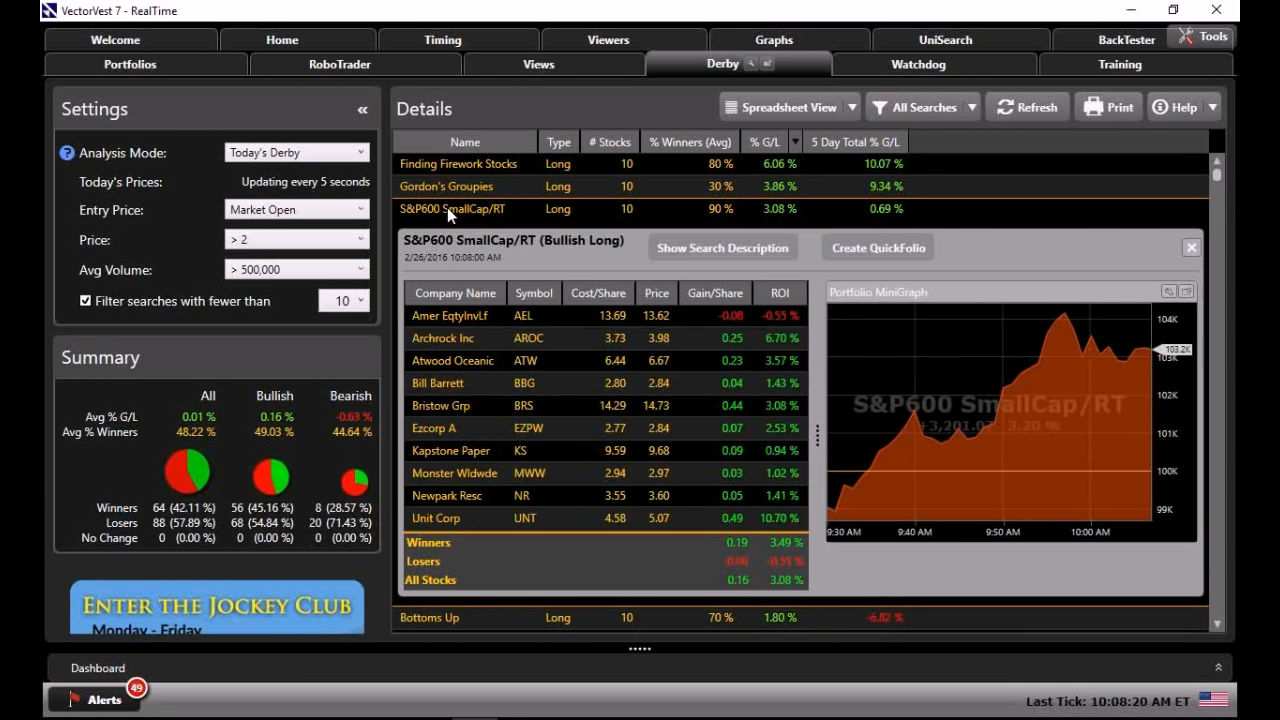 VectorVest 7 - RealTime
Welcome Home Timing Viewers Graphs UniSearch BackTester Tools
Portfolios RoboTrader Views Derby Watchdog Training
Settings «
? Analysis Mode: Today's Derby
Today's Prices: Updating every 5 seconds
Entry Price: Market Open
Price: > 2
Avg Volume: > 500,000
Filter searches with fewer than 10
Summary
All Bullish Bearish
Avg % G/L 0.01 % 0.16 % -0.63 %
Avg % Winners 48.22 % 49.03 % 44.64 %
Winners 64 (42.11 %) 56 (45.16 %) 8 (28.57 %)
Losers 88 (57.89 %) 68 (54.84 %) 20 (71.43 %)
No Change 0 (0.00 %) 0 (0.00 %) 0 (0.00 %)
ENTER THE JOCKEY CLUB
Monday - Friday
Details Spreadsheet View All Searches Refresh Print Help
Name Type # Stocks % Winners (Avg) % G/L 5 Day Total % G/L
Finding Firework Stocks Long 10 80 % 6.06 % 10.07 %
Gordon's Groupies Long 10 30 % 3.86 % 9.34 %
S&P600 SmallCap/RT Long 10 90 % 3.08 % 0.69 %
S&P600 SmallCap/RT (Bullish Long) Show Search Description Create QuickFolio
2/26/2016 10:08:00 AM
Company Name Symbol Cost/Share Price Gain/Share ROI
Amer EqtyInvLf AEL 13.69 13.62 -0.08 -0.55 %
Archrock Inc AROC 3.73 3.98 0.25 6.70 %
Atwood Oceanic ATW 6.44 6.67 0.23 3.57 %
Bill Barrett BBG 2.80 2.84 0.04 1.43 %
Bristow Grp BRS 14.29 14.73 0.44 3.08 %
Ezcorp A EZPW 2.77 2.84 0.07 2.53 %
Kapstone Paper KS 9.59 9.68 0.09 0.94 %
Monster Wldwde MWW 2.94 2.97 0.03 1.02 %
Newpark Resc NR 3.55 3.60 0.05 1.41 %
Unit Corp UNT 4.58 5.07 0.49 10.70 %
Winners 0.19 3.49 %
Losers -0.08 -0.55 %
All Stocks 0.16 3.08 %
Portfolio MiniGraph
104K
103.2K
103K
102K
101K
100K
99K
S&P600 SmallCap/RT
+3,201.07 3.20 %
9:30 AM 9:40 AM 9:50 AM 10:00 AM
Bottoms Up Long 10 70 % 1.80 % -6.82 %
Dashboard
Alerts 49
Last Tick: 10:08:20 AM ET